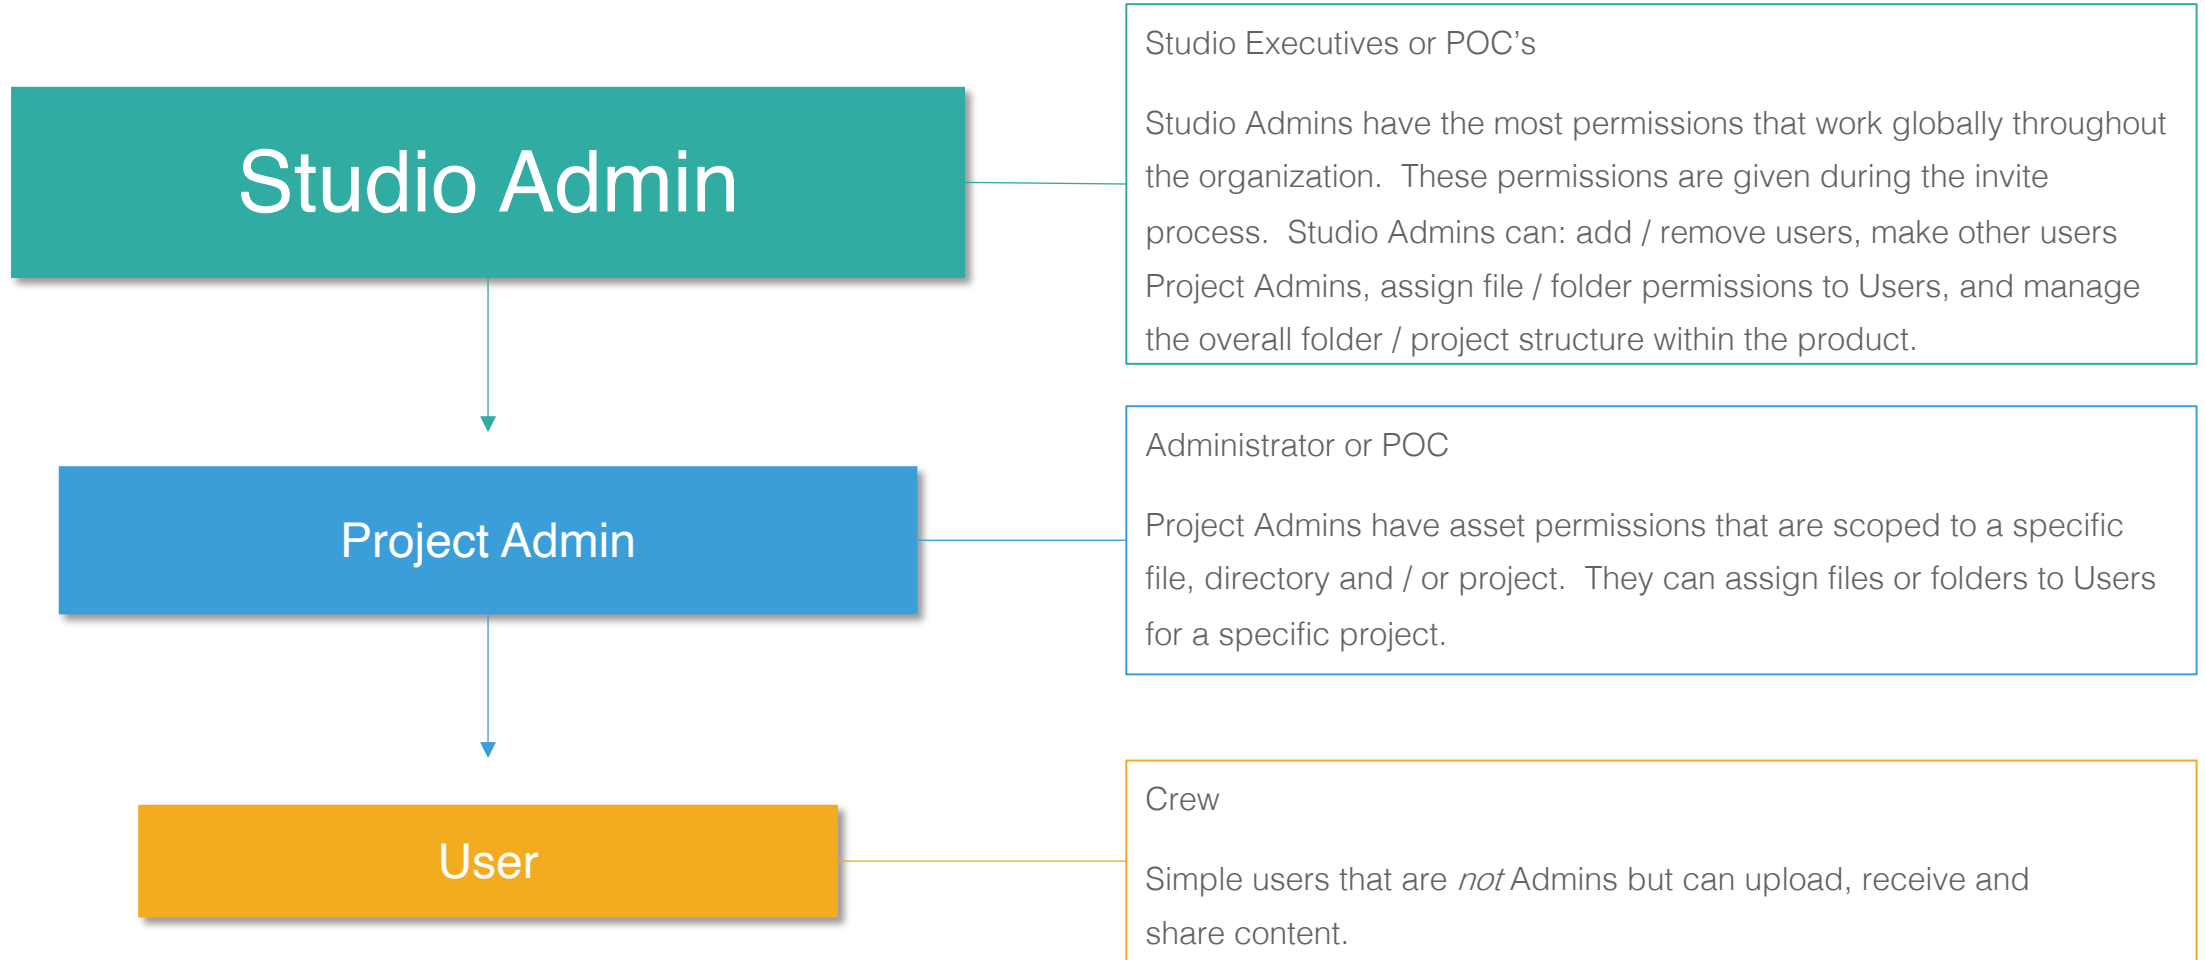 Studio Admin
Studio Executives or POC’s
Studio Admins have the most permissions that work globally throughout
the organization.  These permissions are given during the invite
process.  Studio Admins can: add / remove users, make other users
Project Admins, assign file / folder permissions to Users, and manage
the overall folder / project structure within the product.
Project Admin
Administrator or POC
Project Admins have asset permissions that are scoped to a specific
file, directory and / or project.  They can assign files or folders to Users
for a specific project.
User
Crew
Simple users that are not Admins but can upload, receive and
share content.